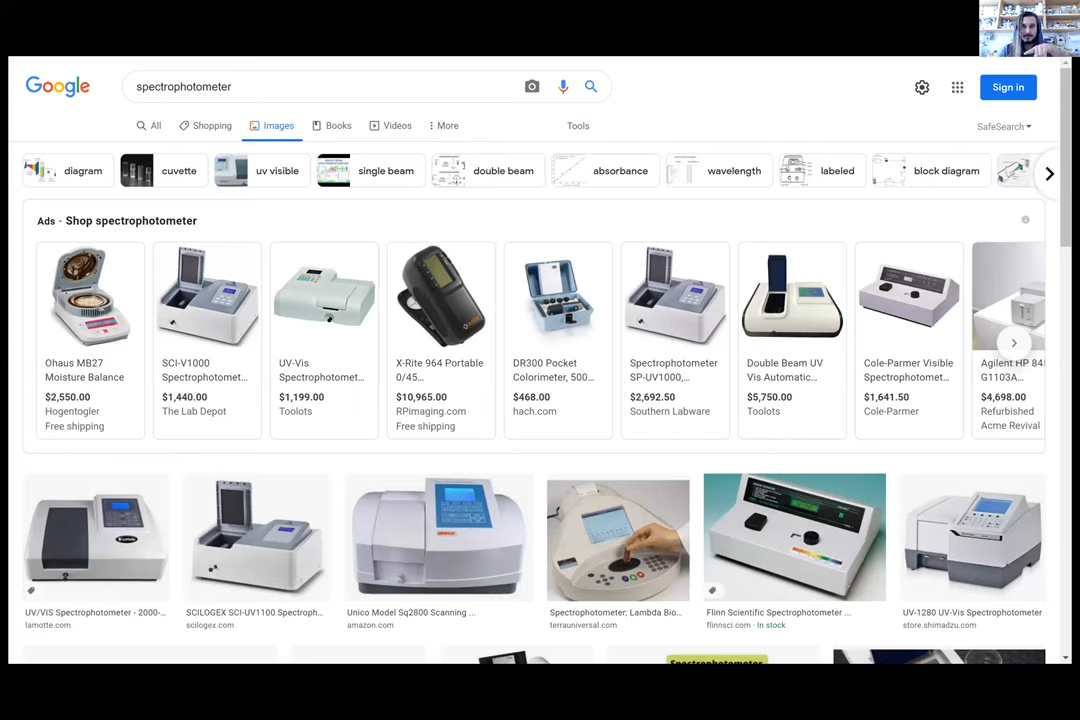 Google
spectrophotometer
Sign in
All
Shopping
Images
Books
Videos
More
Tools
SafeSearch
diagram
cuvette
uv visible
single beam
double beam
absorbance
wavelength
labeled
block diagram
Ads · Shop spectrophotometer
Ohaus MB27
Moisture Balance
$2,550.00
Hogentogler
Free shipping
SCI-V1000
Spectrophotomet...
$1,440.00
The Lab Depot
UV-Vis
Spectrophotomet...
$1,199.00
Toolots
X-Rite 964 Portable
0/45...
$10,965.00
RPimaging.com
Free shipping
DR300 Pocket
Colorimeter, 500...
$468.00
hach.com
Spectrophotometer
SP-UV1000,...
$2,692.50
Southern Labware
Double Beam UV
Vis Automatic...
$5,750.00
Toolots
Cole-Parmer Visible
Spectrophotomet...
$1,641.50
Cole-Parmer
Agilent HP 845
G1103A...
$4,698.00
Refurbished
Acme Revival
UV/VIS Spectrophotometer - 2000-...
lamotte.com
SCILOGEX SCI-UV1100 Spectroph...
scilogex.com
Unico Model Sq2800 Scanning ...
amazon.com
Spectrophotometer; Lambda Bio...
terrauniversal.com
Flinn Scientific Spectrophotometer ...
flinnsci.com · In stock
UV-1280 UV-Vis Spectrophotometer
store.shimadzu.com